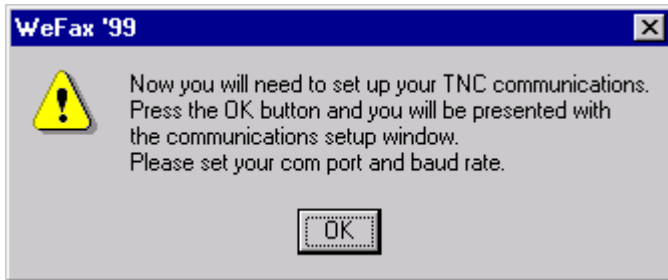 WeFax '99
Now you will need to set up your TNC communications.
Press the OK button and you will be presented with
the communications setup window.
Please set your com port and baud rate.
OK